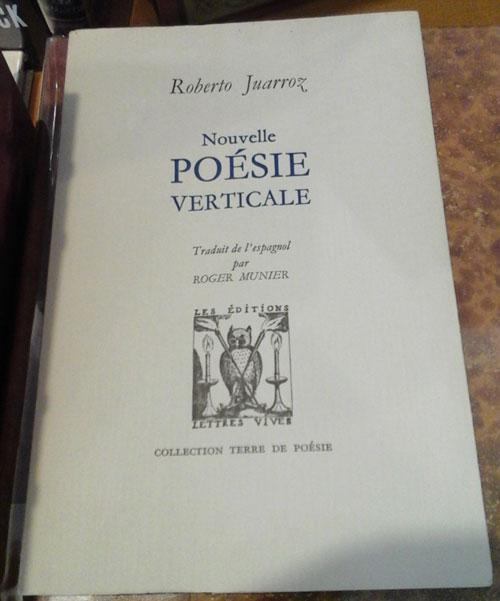 CK
Roberto Juarroz
Nouvelle
POÉSIE
VERTICALE
Traduit de l'espagnol
par
ROGER MUNIER
LES ÉDITIONS
LETTRES VIVES
COLLECTION TERRE DE POÉSIE